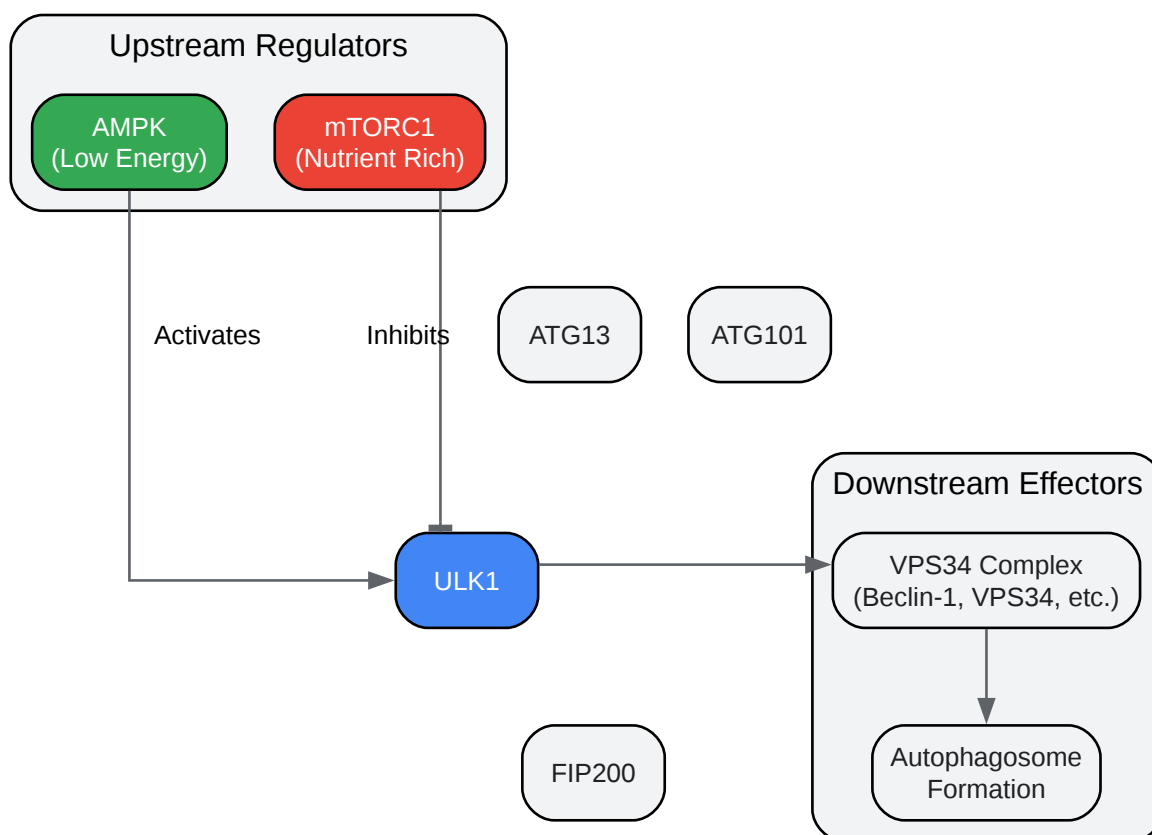 Upstream Regulators
AMPK
(Low Energy)
mTORC1
(Nutrient Rich)
Activates
Inhibits
ATG13
ATG101
Downstream Effectors
ULK1
VPS34 Complex
(Beclin-1, VPS34, etc.)
FIP200
Autophagosome
Formation